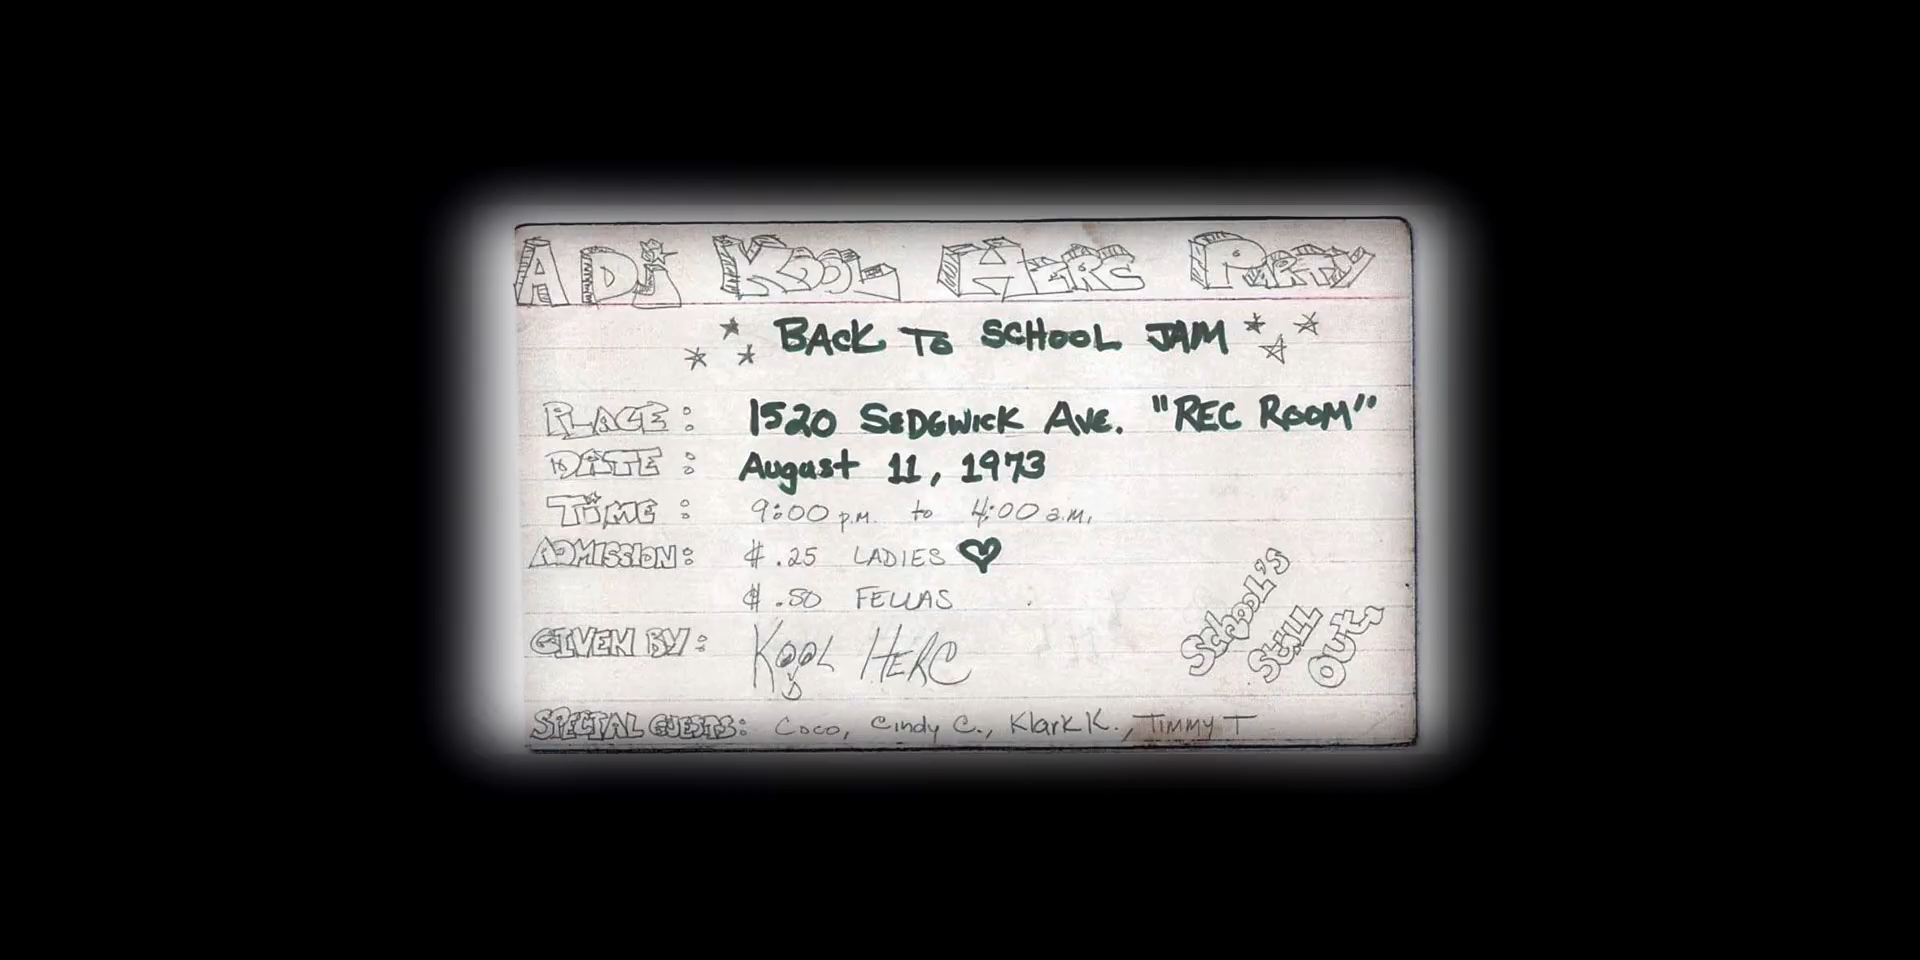 A DJ KOOL HERC PARTY
BACK TO SCHOOL JAM
PLACE: 1520 SEDGWICK AVE. "REC ROOM"
DATE: August 11, 1973
TIME: 9:00 p.m. to 4:00 a.m.
ADMISSION: $.25 LADIES
$.50 FELLAS
GIVEN BY: KOOL HERC
SPECIAL GUESTS: Coco, Cindy C., Klark K., Timmy T
School's
Still
Out